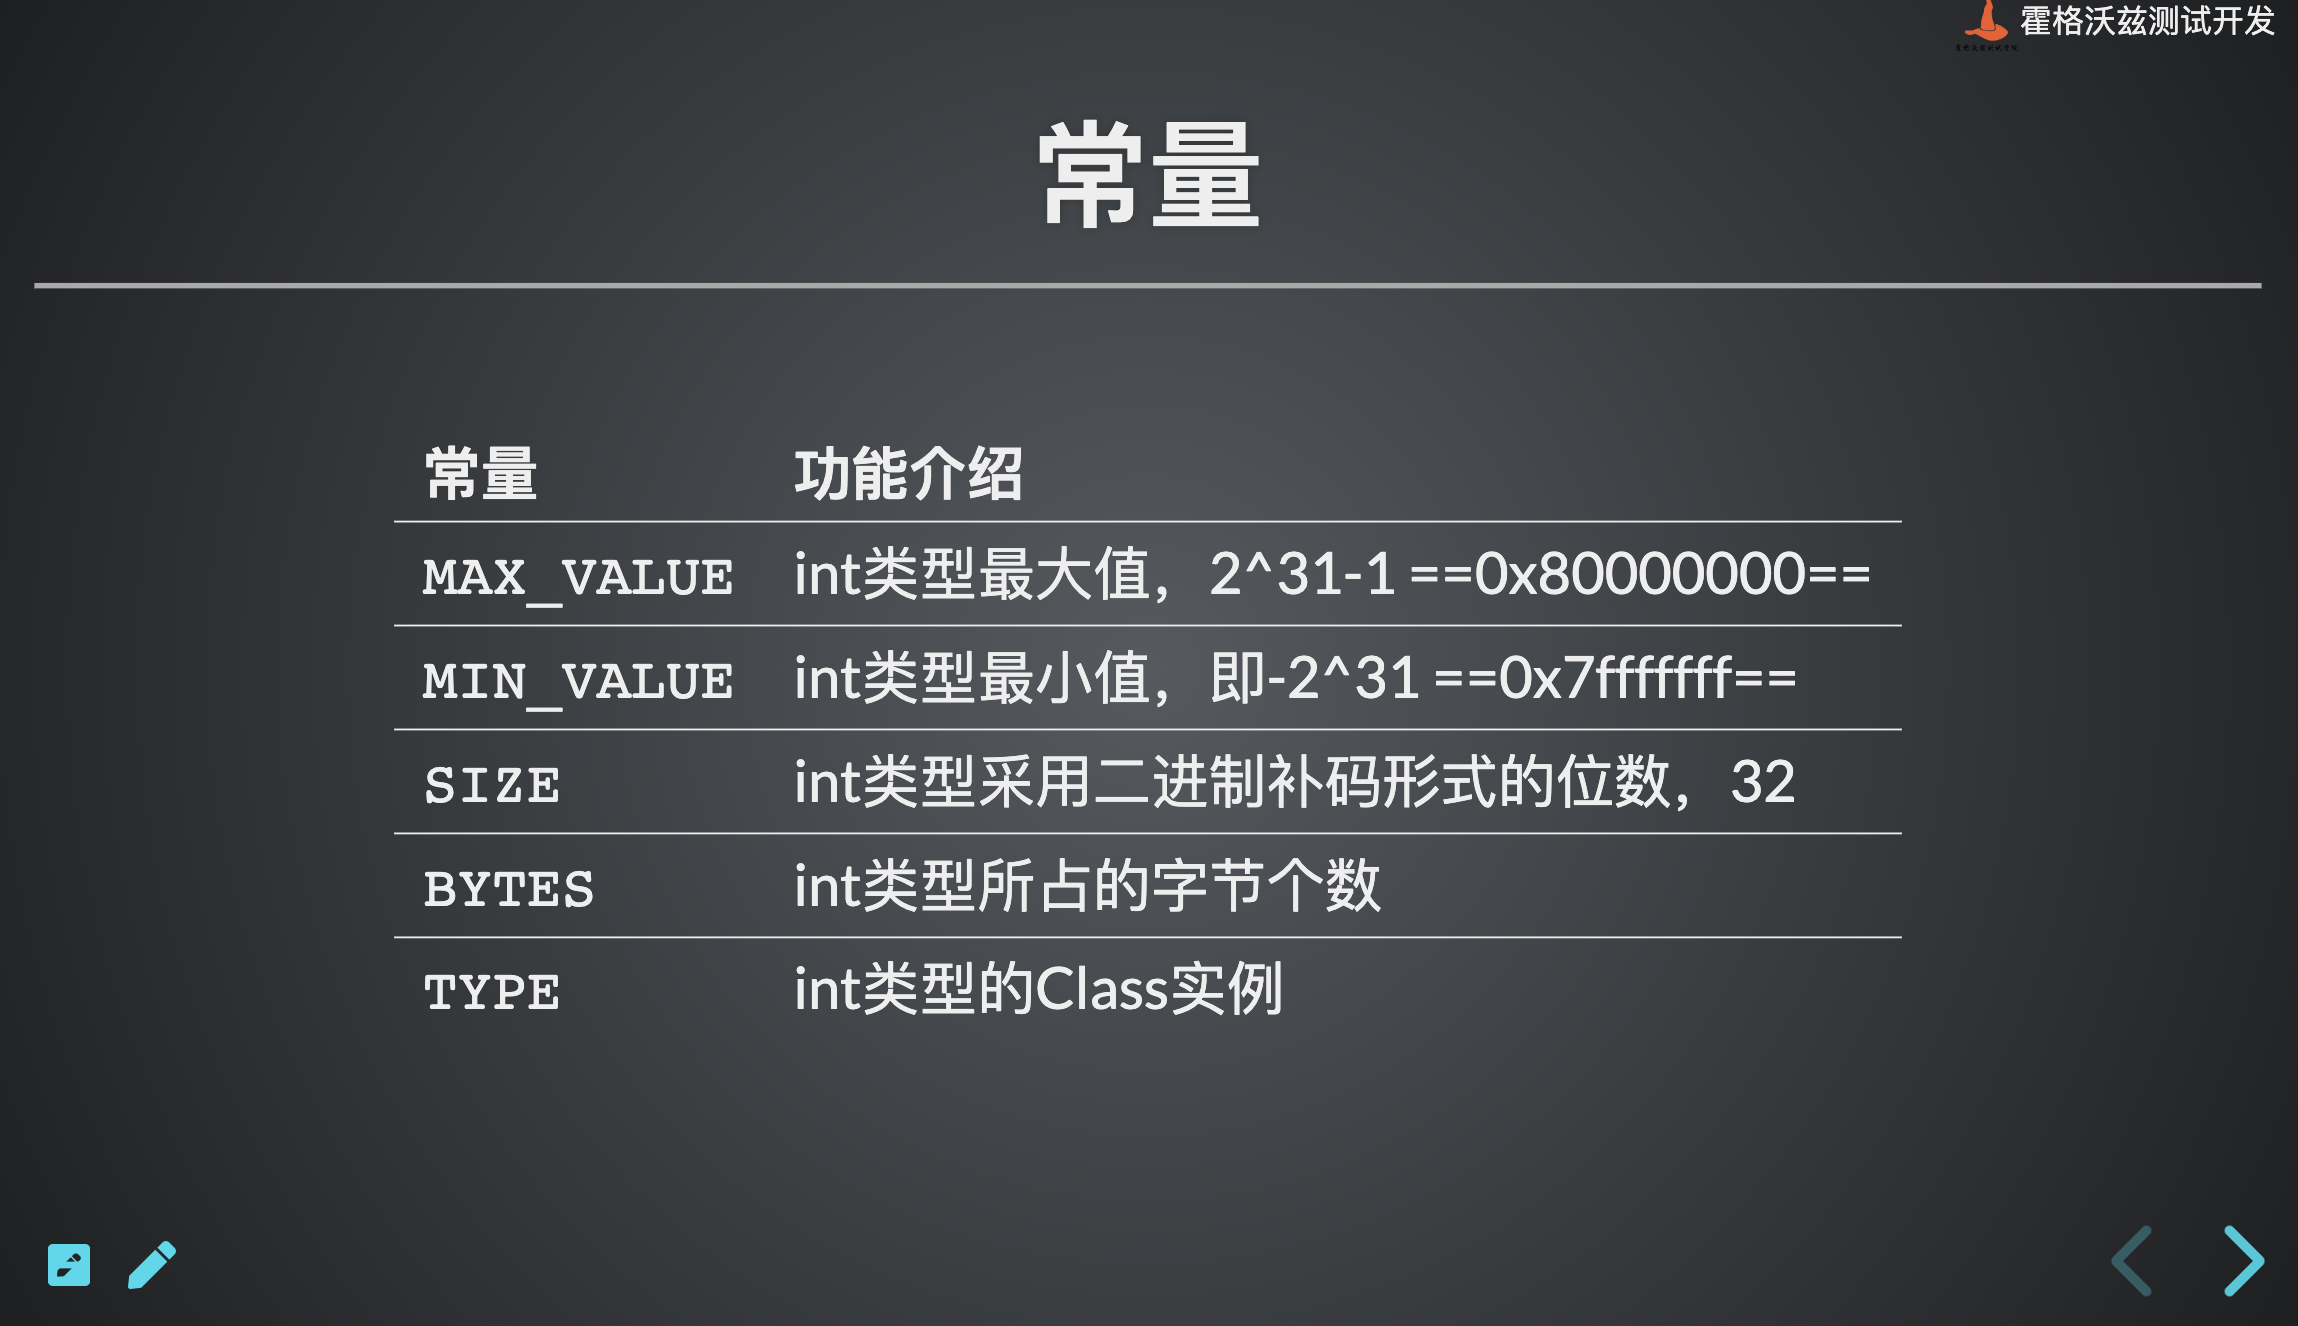 霍格沃兹测试开发
常量
常量 功能介绍
MAX_VALUE int类型最大值，2^31-1 ==0x80000000==
MIN_VALUE int类型最小值，即-2^31 ==0x7fffffff==
SIZE int类型采用二进制补码形式的位数，32
BYTES int类型所占的字节个数
TYPE int类型的Class实例